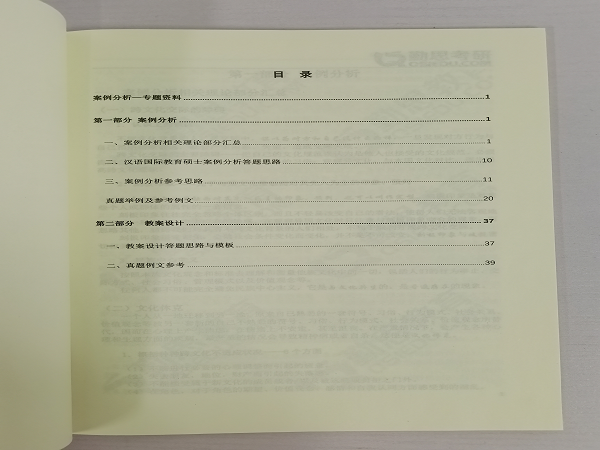 目 录
案例分析—专题资料........1
第一部分 案例分析........1
一、案例分析相关理论部分汇总........1
二、汉语国际教育硕士案例分析答题思路........10
三、案例分析参考思路........11
真题举例及参考例文........20
第二部分 教案设计........37
一、教案设计答题思路与模板........37
二、真题例文参考........39